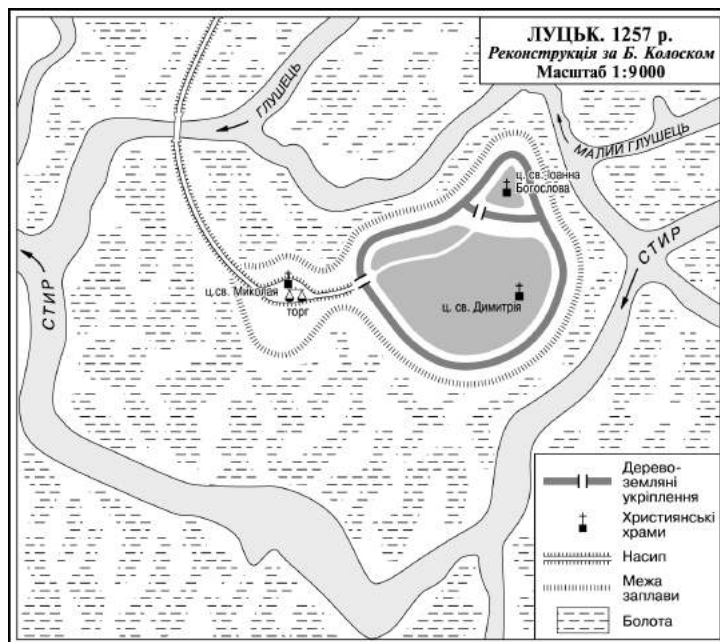 ЛУЦЬК. 1257 р.
Реконструкція за Б. Колоском
Масштаб 1:9000
ГЛУШЕЦЬ
МАЛИЙ ГЛУШЕЦЬ
ц. св. Іоанна
Богослова
СТИР
СТИР
ц. св. Миколая
торг
ц. св. Димитрія
Дерево-
земляні
укріплення
Християнські
храми
Насип
Межа
заплави
Болота